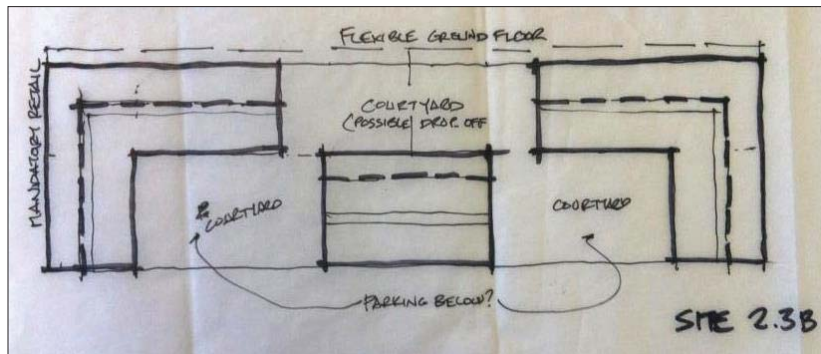 FLEXIBLE GROUND FLOOR
MANDATORY RETAIL
COURTYARD
(POSSIBLE) DROP OFF
COURTYARD
COURTYARD
PARKING BELOW?
SITE 2.3B